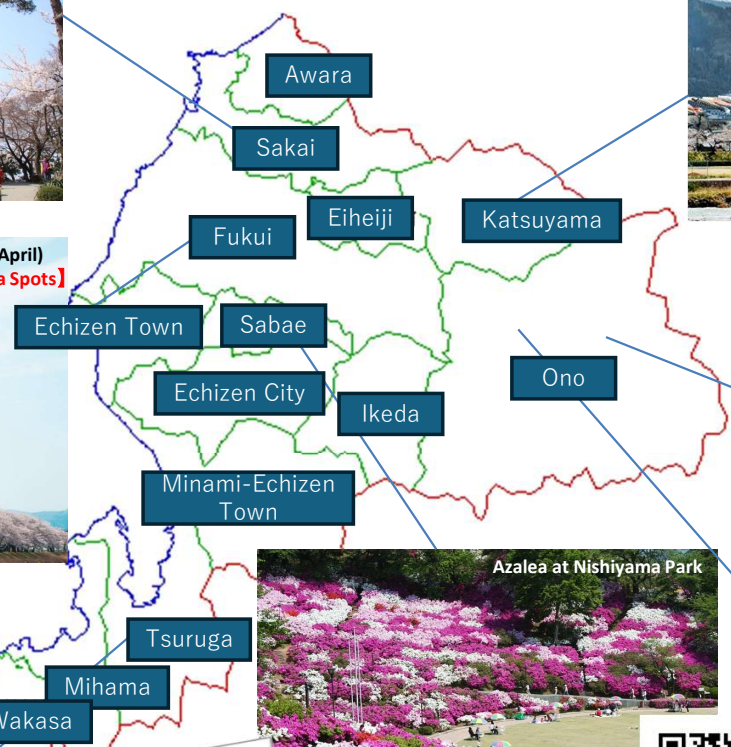 Awara
Sakai
Eiheiji
Katsuyama
Fukui
April)
a Spots】
Echizen Town
Sabae
Ono
Echizen City
Ikeda
Minami-Echizen
Town
Azalea at Nishiyama Park
Tsuruga
Mihama
Wakasa